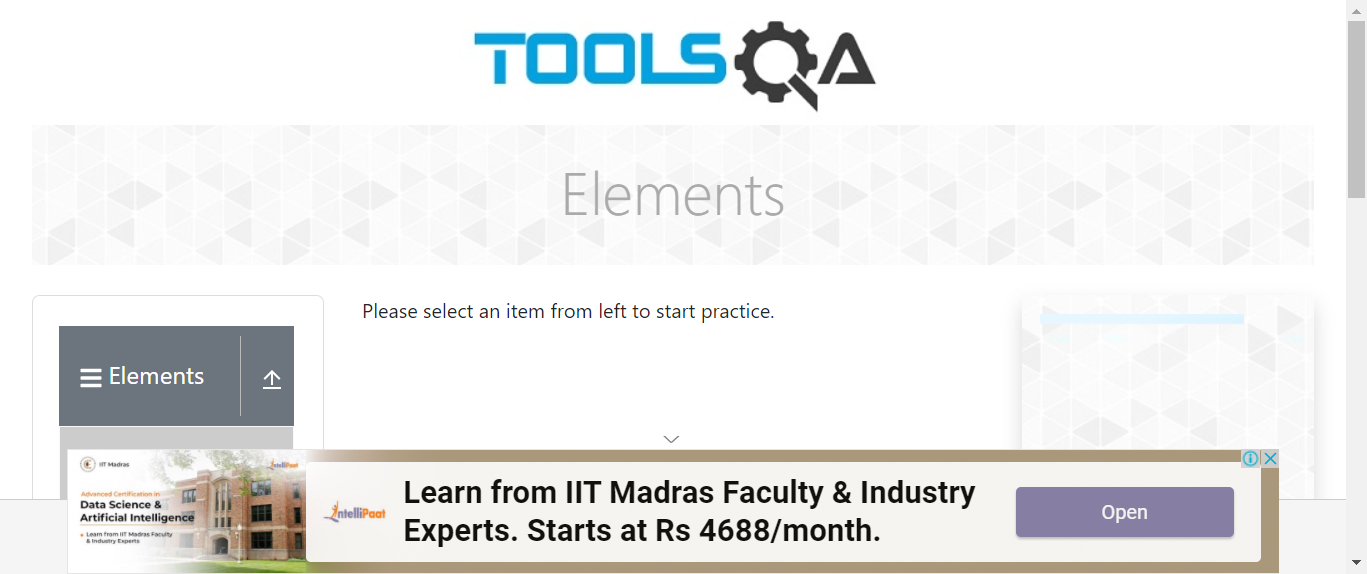 TOOLSQA
Elements
Please select an item from left to start practice.
Elements
IIT Madras
IntelliPaat
Advanced Certification in
Data Science &
Artificial Intelligence
Learn from IIT Madras Faculty
& Industry Experts
IntelliPaat
Learn from IIT Madras Faculty & Industry
Experts. Starts at Rs 4688/month.
Open